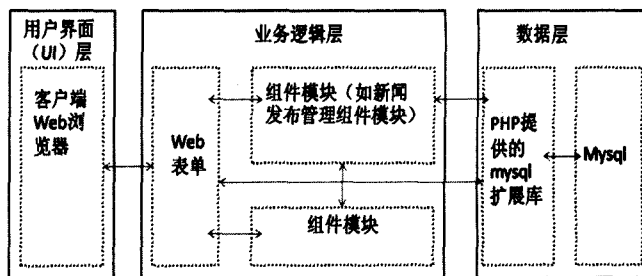 用户界面
（UI）层
业务逻辑层
数据层
客户端
Web浏
览器
Web
表单
组件模块（如新闻
发布管理组件模块）
组件模块
PHP提
供的
mysql
扩展库
Mysql